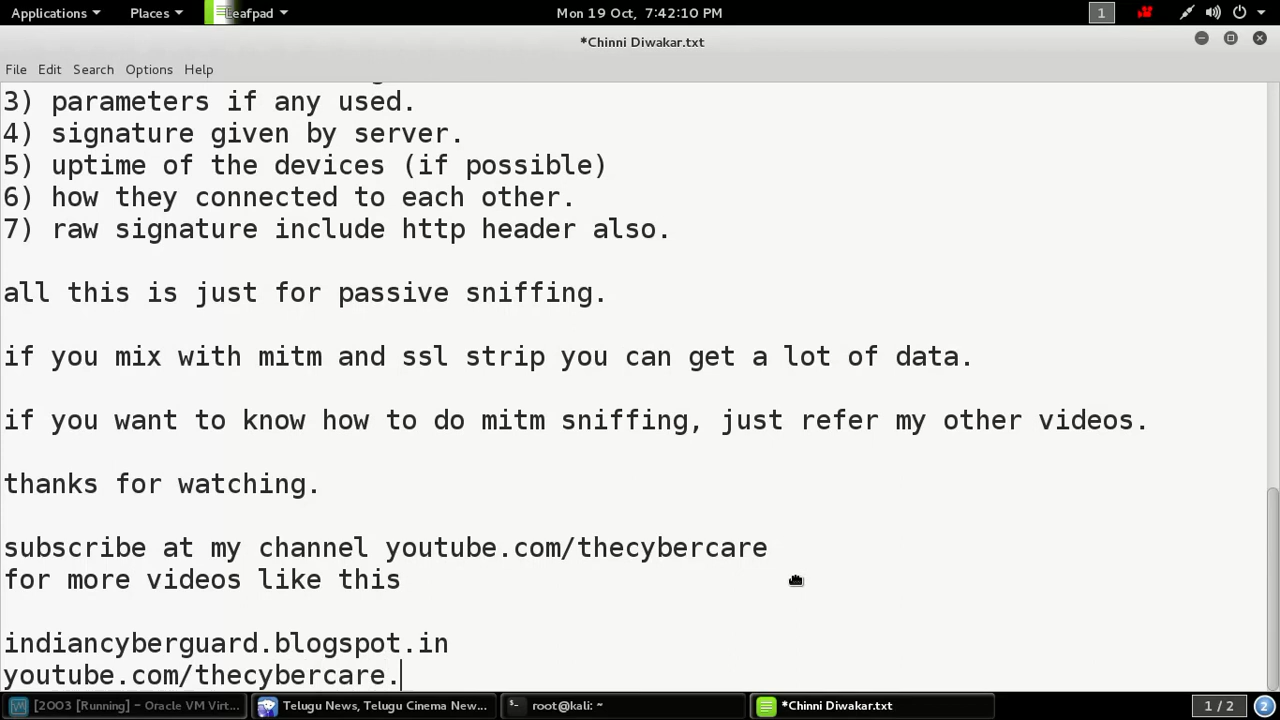 Applications Places Leafpad Mon 19 Oct, 7:42:10 PM 1
*Chinni Diwakar.txt
File Edit Search Options Help
3) parameters if any used.
4) signature given by server.
5) uptime of the devices (if possible)
6) how they connected to each other.
7) raw signature include http header also.
all this is just for passive sniffing.
if you mix with mitm and ssl strip you can get a lot of data.
if you want to know how to do mitm sniffing, just refer my other videos.
thanks for watching.
subscribe at my channel youtube.com/thecybercare
for more videos like this
indiancyberguard.blogspot.in
youtube.com/thecybercare.
[2003 [Running] – Oracle VM Virt... Telugu News, Telugu Cinema New... root@kali: ~ *Chinni Diwakar.txt 1 / 2 2